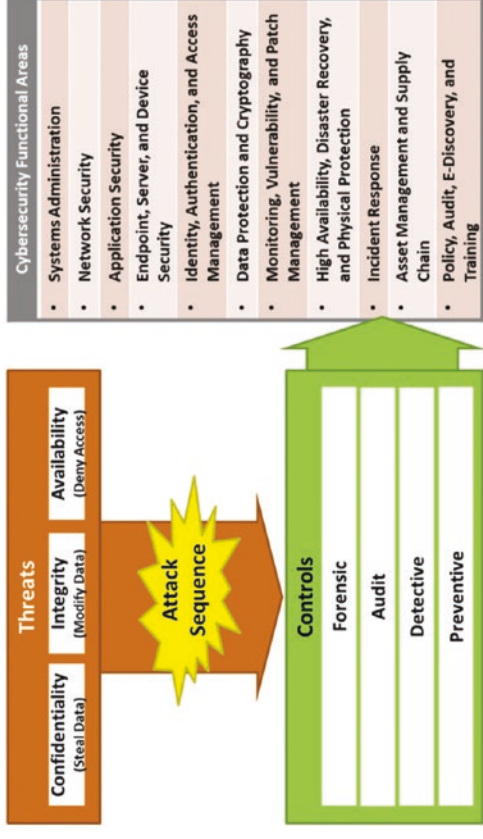 Threats
Confidentiality
(Steal Data)
Integrity
(Modify Data)
Availability
(Deny Access)
Attack
Sequence
Controls
Forensic
Audit
Detective
Preventive
Cybersecurity Functional Areas
• Systems Administration
• Network Security
• Application Security
• Endpoint, Server, and Device
Security
• Identity, Authentication, and Access
Management
• Data Protection and Cryptography
• Monitoring, Vulnerability, and Patch
Management
• High Availability, Disaster Recovery,
and Physical Protection
• Incident Response
• Asset Management and Supply
Chain
• Policy, Audit, E-Discovery, and
Training